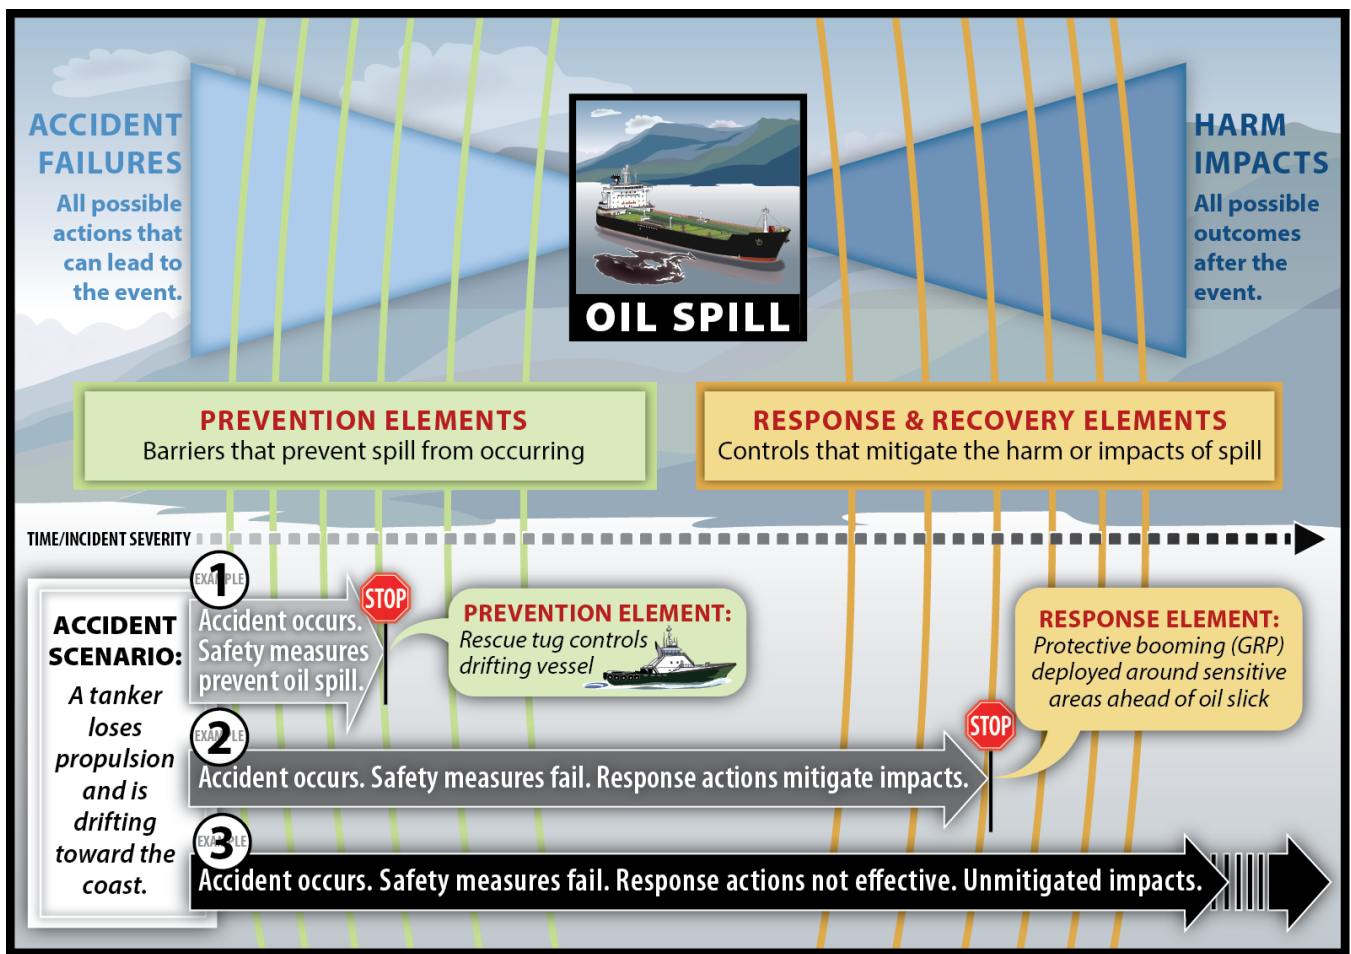 ACCIDENT
FAILURES
All possible
actions that
can lead to
the event.
OIL SPILL
HARM
IMPACTS
All possible
outcomes
after the
event.
PREVENTION ELEMENTS
Barriers that prevent spill from occurring
RESPONSE & RECOVERY ELEMENTS
Controls that mitigate the harm or impacts of spill
TIME/INCIDENT SEVERITY
ACCIDENT
SCENARIO:
A tanker
loses
propulsion
and is
drifting
toward the
coast.
EXAMPLE
1
Accident occurs.
Safety measures
prevent oil spill.
STOP
PREVENTION ELEMENT:
Rescue tug controls
drifting vessel
EXAMPLE
2
Accident occurs. Safety measures fail. Response actions mitigate impacts.
STOP
RESPONSE ELEMENT:
Protective booming (GRP)
deployed around sensitive
areas ahead of oil slick
EXAMPLE
3
Accident occurs. Safety measures fail. Response actions not effective. Unmitigated impacts.